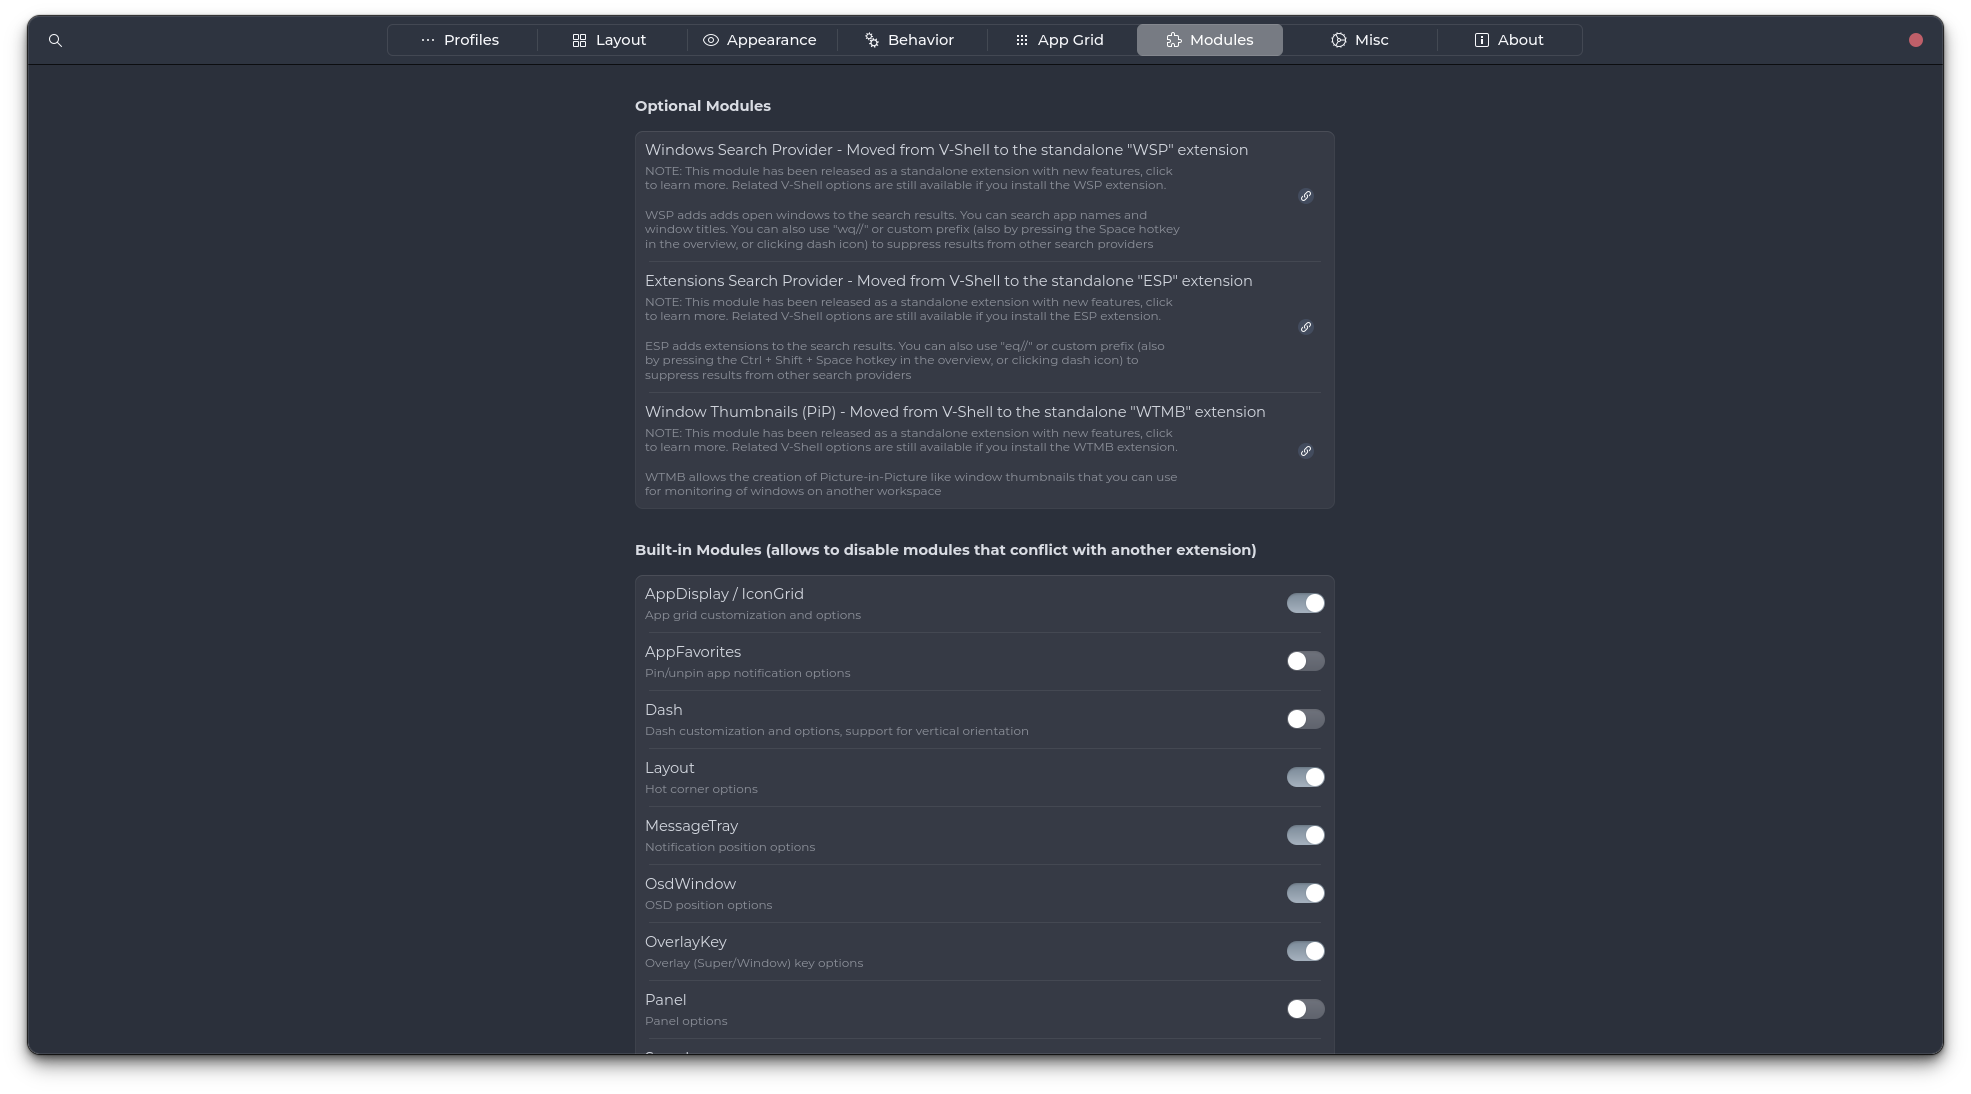 Profiles
Layout
Appearance
Behavior
App Grid
Modules
Misc
About
Optional Modules
Windows Search Provider - Moved from V-Shell to the standalone "WSP" extension
NOTE: This module has been released as a standalone extension with new features, click
to learn more. Related V-Shell options are still available if you install the WSP extension.
WSP adds adds open windows to the search results. You can search app names and
window titles. You can also use "wq//" or custom prefix (also by pressing the Space hotkey
in the overview, or clicking dash icon) to suppress results from other search providers
Extensions Search Provider - Moved from V-Shell to the standalone "ESP" extension
NOTE: This module has been released as a standalone extension with new features, click
to learn more. Related V-Shell options are still available if you install the ESP extension.
ESP adds extensions to the search results. You can also use "eq//" or custom prefix (also
by pressing the Ctrl + Shift + Space hotkey in the overview, or clicking dash icon) to
suppress results from other search providers
Window Thumbnails (PiP) - Moved from V-Shell to the standalone "WTMB" extension
NOTE: This module has been released as a standalone extension with new features, click
to learn more. Related V-Shell options are still available if you install the WTMB extension.
WTMB allows the creation of Picture-in-Picture like window thumbnails that you can use
for monitoring of windows on another workspace
Built-in Modules (allows to disable modules that conflict with another extension)
AppDisplay / IconGrid
App grid customization and options
AppFavorites
Pin/unpin app notification options
Dash
Dash customization and options, support for vertical orientation
Layout
Hot corner options
MessageTray
Notification position options
OsdWindow
OSD position options
OverlayKey
Overlay (Super/Window) key options
Panel
Panel options